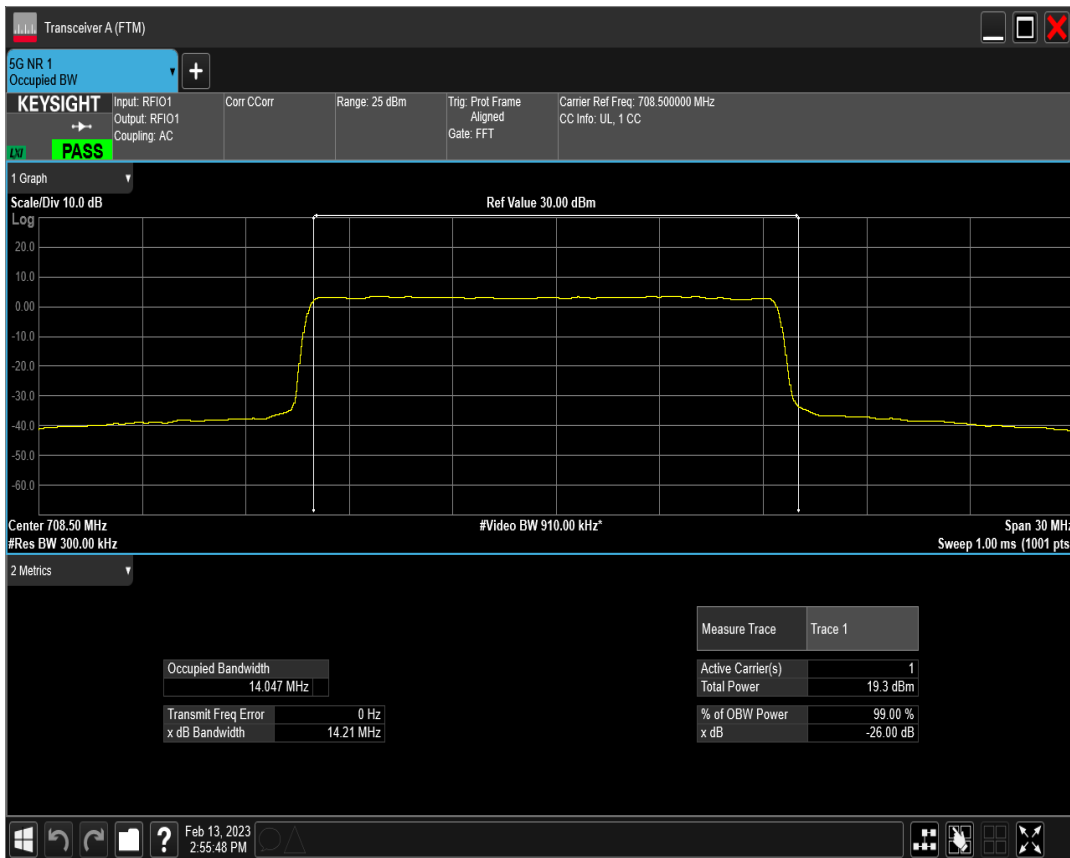 Transceiver A (FTM)
5G NR 1
Occupied BW
+
KEYSIGHT
LXI
PASS
Input: RFIO1
Output: RFIO1
Coupling: AC
Corr CCorr
Range: 25 dBm
Trig: Prot Frame
Aligned
Gate: FFT
Carrier Ref Freq: 708.500000 MHz
CC Info: UL, 1 CC
1 Graph
Scale/Div 10.0 dB
Ref Value 30.00 dBm
Log
20.0
10.0
0.00
-10.0
-20.0
-30.0
-40.0
-50.0
-60.0
Center 708.50 MHz
#Video BW 910.00 kHz*
Span 30 MHz
#Res BW 300.00 kHz
Sweep 1.00 ms (1001 pts
2 Metrics
Measure Trace Trace 1
Occupied Bandwidth
14.047 MHz
Active Carrier(s) 1
Total Power 19.3 dBm
Transmit Freq Error 0 Hz
x dB Bandwidth 14.21 MHz
% of OBW Power 99.00 %
x dB -26.00 dB
?
Feb 13, 2023
2:55:48 PM